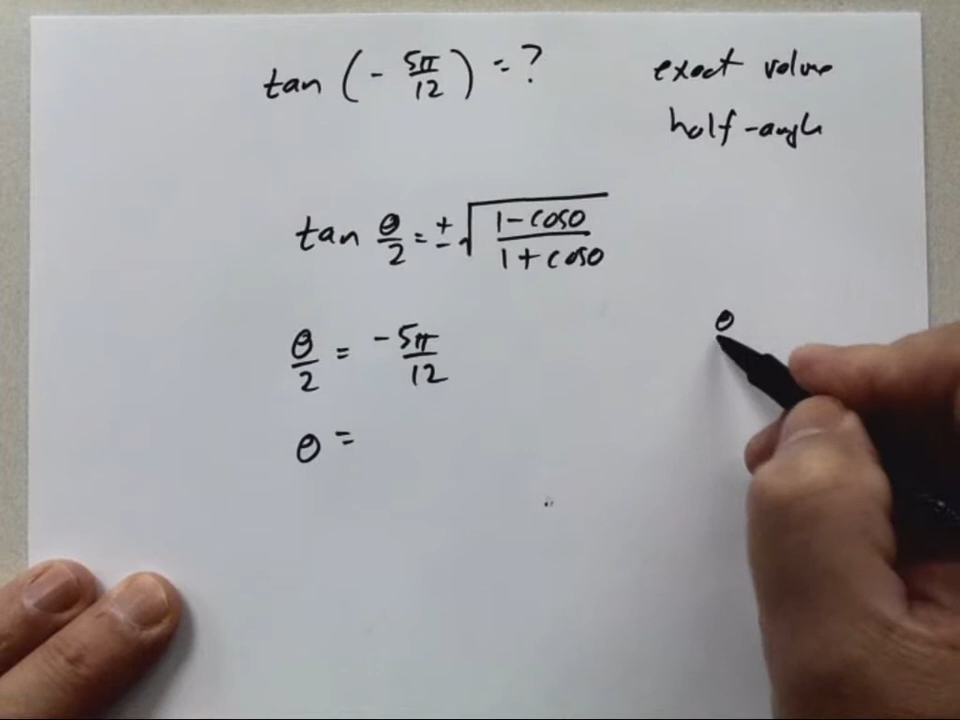 tan (- 5π/12) = ?
exact value
half-angle
tan θ/2 = ± √(1-cosθ / 1+cosθ)
θ/2 = -5π/12
θ
θ =